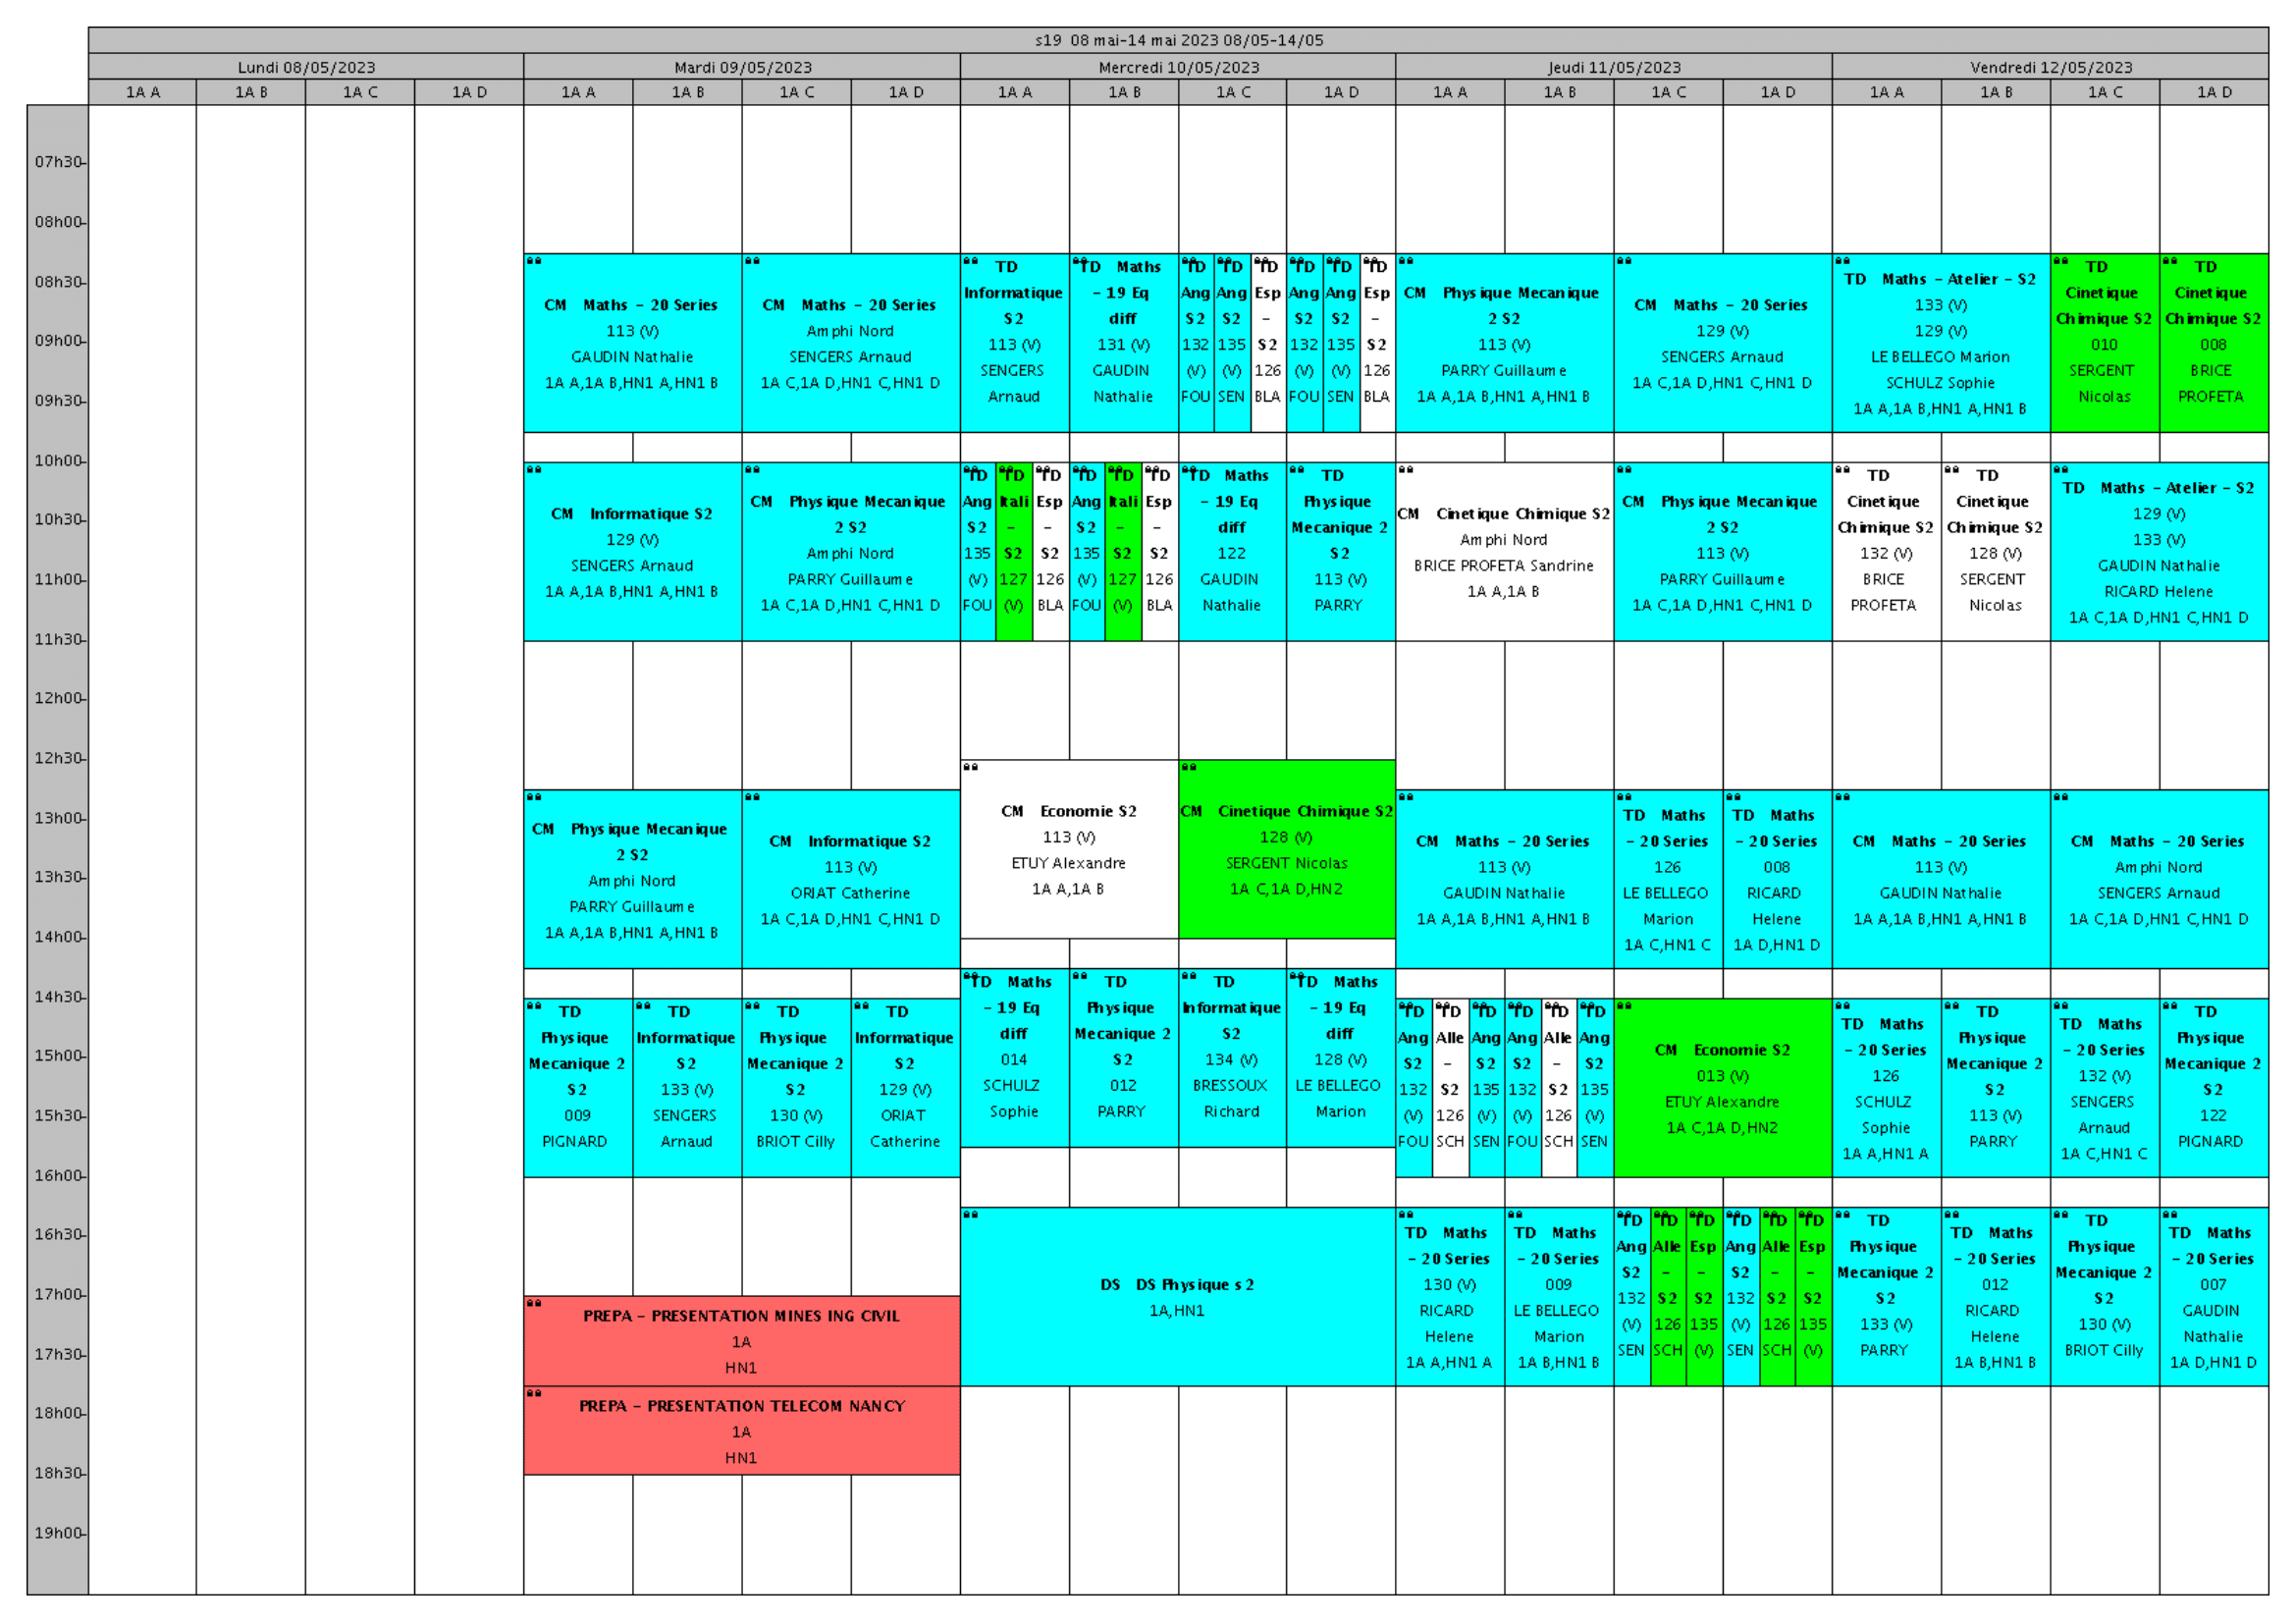 s19 08 mai-14 mai 2023 08/05-14/05
Lundi 08/05/2023
Mardi 09/05/2023
Mercredi 10/05/2023
Jeudi 11/05/2023
Vendredi 12/05/2023
1A A
1A B
1A C
1A D
1A A
1A B
1A C
1A D
1A A
1A B
1A C
1A D
1A A
1A B
1A C
1A D
1A A
1A B
1A C
1A D
07h30
08h00
08h30
09h00
09h30
10h00
10h30
11h00
11h30
12h00
12h30
13h00
13h30
14h00
14h30
15h00
15h30
16h00
16h30
17h00
17h30
18h00
18h30
19h00
CM Maths - 20 Series
113 (V)
GAUDIN Nathalie
1A A,1A B,HN1 A,HN1 B
CM Maths - 20 Series
Amphi Nord
SENGERS Arnaud
1A C,1A D,HN1 C,HN1 D
TD
Informatique
S2
113 (V)
SENGERS
Arnaud
TD Maths
- 19 Eq
diff
131 (V)
GAUDIN
Nathalie
TD
Ang
S2
132
(V)
FOU
TD
Ang
S2
135
(V)
SEN
TD
Esp
-
S2
126
BLA
TD
Ang
S2
132
(V)
FOU
TD
Ang
S2
135
(V)
SEN
TD
Esp
-
S2
126
BLA
CM Physique Mecanique
2 S2
113 (V)
PARRY Guillaume
1A A,1A B,HN1 A,HN1 B
CM Maths - 20 Series
129 (V)
SENGERS Arnaud
1A C,1A D,HN1 C,HN1 D
TD Maths - Atelier - S2
133 (V)
129 (V)
LE BELLEGO Marion
SCHULZ Sophie
1A A,1A B,HN1 A,HN1 B
TD
Cinetique
Chimique S2
010
SERGENT
Nicolas
TD
Cinetique
Chimique S2
008
BRICE
PROFETA
CM Informatique S2
129 (V)
SENGERS Arnaud
1A A,1A B,HN1 A,HN1 B
CM Physique Mecanique
2 S2
Amphi Nord
PARRY Guillaume
1A C,1A D,HN1 C,HN1 D
TD
Ang
S2
135
(V)
FOU
TD
Itali
-
S2
127
(V)
TD
Esp
-
S2
126
BLA
TD
Ang
S2
135
(V)
FOU
TD
Itali
-
S2
127
(V)
TD
Esp
-
S2
126
BLA
TD Maths
- 19 Eq
diff
122
GAUDIN
Nathalie
TD
Physique
Mecanique 2
S2
113 (V)
PARRY
CM Cinetique Chimique S2
Amphi Nord
BRICE PROFETA Sandrine
1A A,1A B
CM Physique Mecanique
2 S2
113 (V)
PARRY Guillaume
1A C,1A D,HN1 C,HN1 D
TD
Cinetique
Chimique S2
132 (V)
BRICE
PROFETA
TD
Cinetique
Chimique S2
128 (V)
SERGENT
Nicolas
TD Maths - Atelier - S2
129 (V)
133 (V)
GAUDIN Nathalie
RICARD Helene
1A C,1A D,HN1 C,HN1 D
CM Physique Mecanique
2 S2
Amphi Nord
PARRY Guillaume
1A A,1A B,HN1 A,HN1 B
CM Informatique S2
113 (V)
ORIAT Catherine
1A C,1A D,HN1 C,HN1 D
CM Economie S2
113 (V)
ETUY Alexandre
1A A,1A B
CM Cinetique Chimique S2
128 (V)
SERGENT Nicolas
1A C,1A D,HN2
CM Maths - 20 Series
113 (V)
GAUDIN Nathalie
1A A,1A B,HN1 A,HN1 B
TD Maths
- 20 Series
126
LE BELLEGO
Marion
1A C,HN1 C
TD Maths
- 20 Series
008
RICARD
Helene
1A D,HN1 D
CM Maths - 20 Series
113 (V)
GAUDIN Nathalie
1A A,1A B,HN1 A,HN1 B
CM Maths - 20 Series
Amphi Nord
SENGERS Arnaud
1A C,1A D,HN1 C,HN1 D
TD
Physique
Mecanique 2
S2
009
PIGNARD
TD
Informatique
S2
133 (V)
SENGERS
Arnaud
TD
Physique
Mecanique 2
S2
130 (V)
BRIOT Cilly
TD
Informatique
S2
129 (V)
ORIAT
Catherine
TD Maths
- 19 Eq
diff
014
SCHULZ
Sophie
TD
Physique
Mecanique 2
S2
012
PARRY
TD
Informatique
S2
134 (V)
BRESSOUX
Richard
TD Maths
- 19 Eq
diff
128 (V)
LE BELLEGO
Marion
TD
Ang
S2
132
(V)
FOU
TD
Alle
-
S2
126
SCH
TD
Ang
S2
135
(V)
SEN
TD
Ang
S2
132
(V)
FOU
TD
Alle
-
S2
126
SCH
TD
Ang
S2
135
(V)
SEN
CM Economie S2
013 (V)
ETUY Alexandre
1A C,1A D,HN2
TD Maths
- 20 Series
126
SCHULZ
Sophie
1A A,HN1 A
TD
Physique
Mecanique 2
S2
113 (V)
PARRY
TD Maths
- 20 Series
132 (V)
SENGERS
Arnaud
1A C,HN1 C
TD
Physique
Mecanique 2
S2
122
PIGNARD
PREPA - PRESENTATION MINES ING CIVIL
1A
HN1
PREPA - PRESENTATION TELECOM NANCY
1A
HN1
DS DS Physique s2
1A,HN1
TD Maths
- 20 Series
130 (V)
RICARD
Helene
1A A,HN1 A
TD Maths
- 20 Series
009
LE BELLEGO
Marion
1A B,HN1 B
TD
Ang
S2
132
(V)
SEN
TD
Alle
-
S2
126
SCH
TD
Esp
-
S2
135
(V)
TD
Ang
S2
132
(V)
SEN
TD
Alle
-
S2
126
SCH
TD
Esp
-
S2
135
(V)
TD
Physique
Mecanique 2
S2
133 (V)
PARRY
TD Maths
- 20 Series
012
RICARD
Helene
1A B,HN1 B
TD
Physique
Mecanique 2
S2
130 (V)
BRIOT Cilly
TD Maths
- 20 Series
007
GAUDIN
Nathalie
1A D,HN1 D